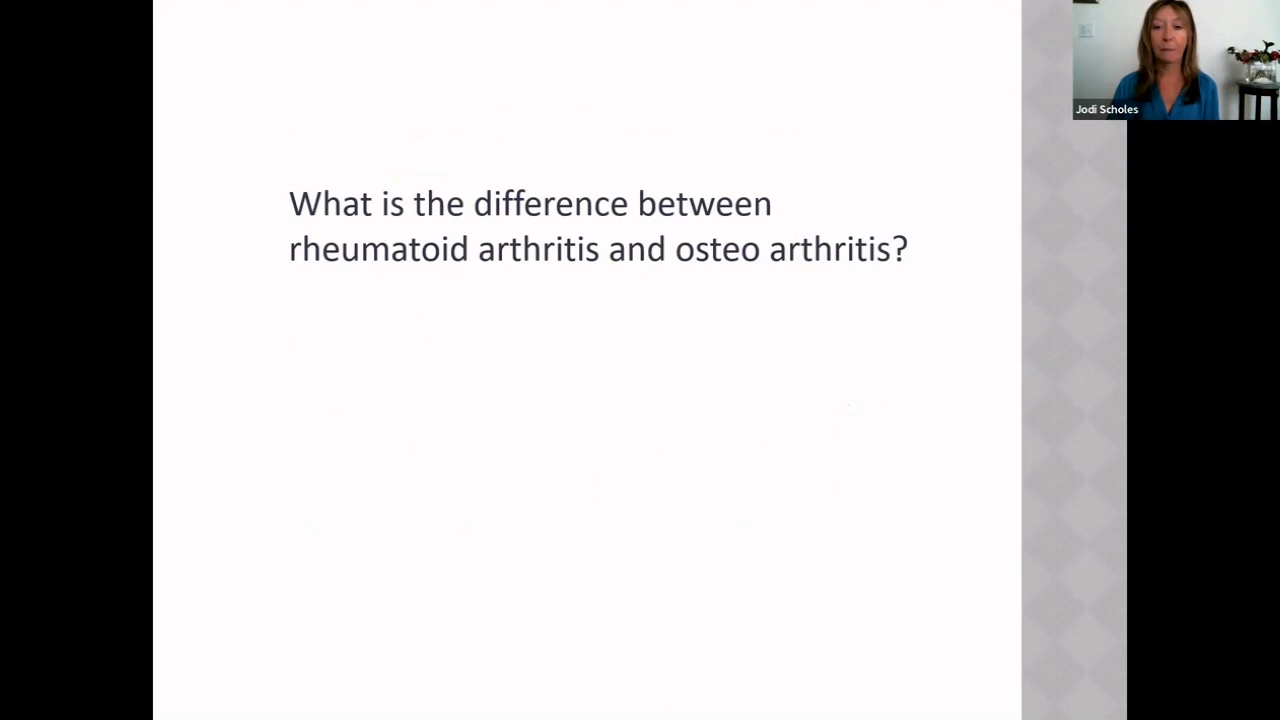 What is the difference between
rheumatoid arthritis and osteo arthritis?
Jodi Scholes